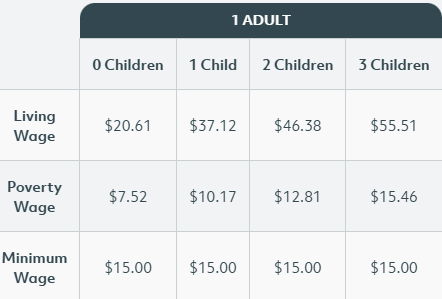 1 ADULT
0 Children 1 Child 2 Children 3 Children
Living
Wage
$20.61 $37.12 $46.38 $55.51
Poverty
Wage
$7.52 $10.17 $12.81 $15.46
Minimum
Wage
$15.00 $15.00 $15.00 $15.00